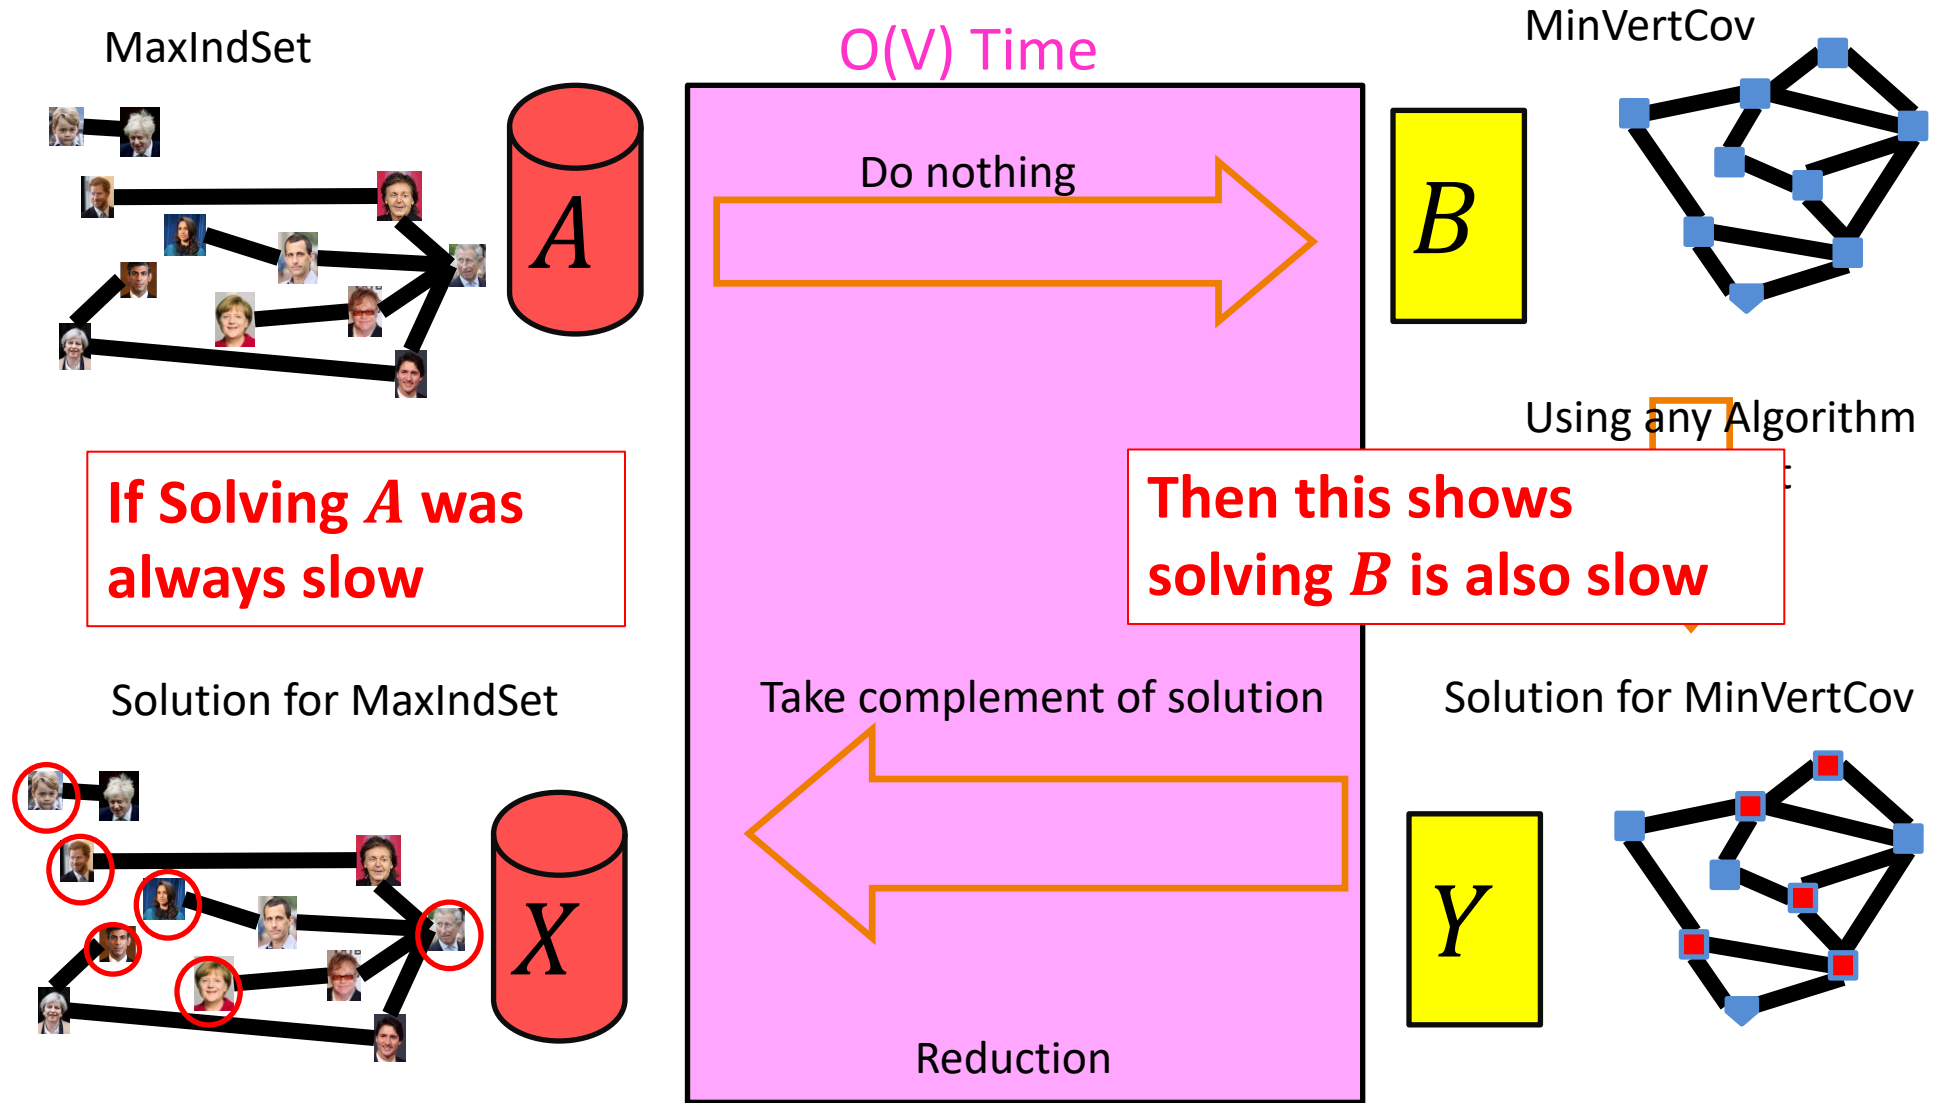 MaxIndSet
O(V) Time
MinVertCov
A
Do nothing
B
Using any Algorithm
If Solving A was
always slow
Then this shows
solving B is also slow
Solution for MaxIndSet
Take complement of solution
Solution for MinVertCov
X
Y
Reduction